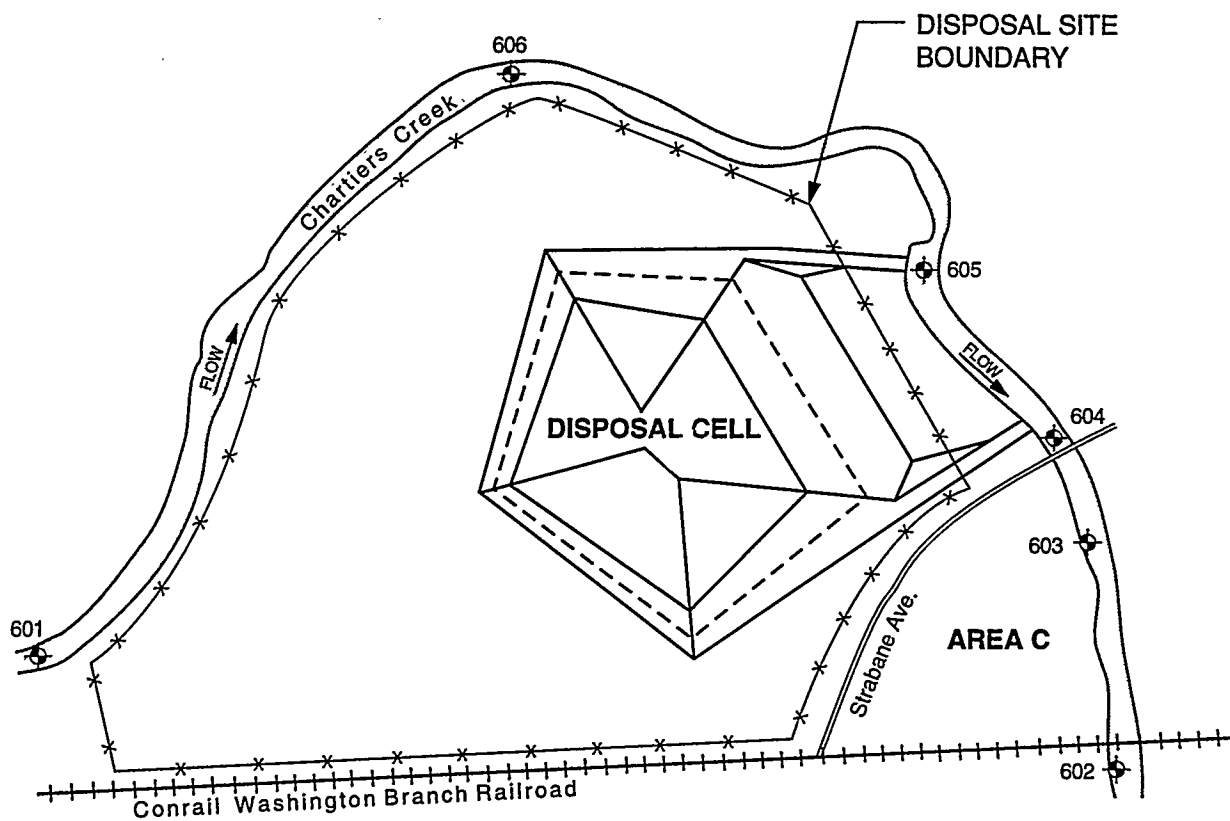 DISPOSAL SITE
BOUNDARY
606
Chartiers Creek
605
FLOW
FLOW
604
DISPOSAL CELL
603
601
AREA C
Strabane Ave.
602
Conrail Washington Branch Railroad